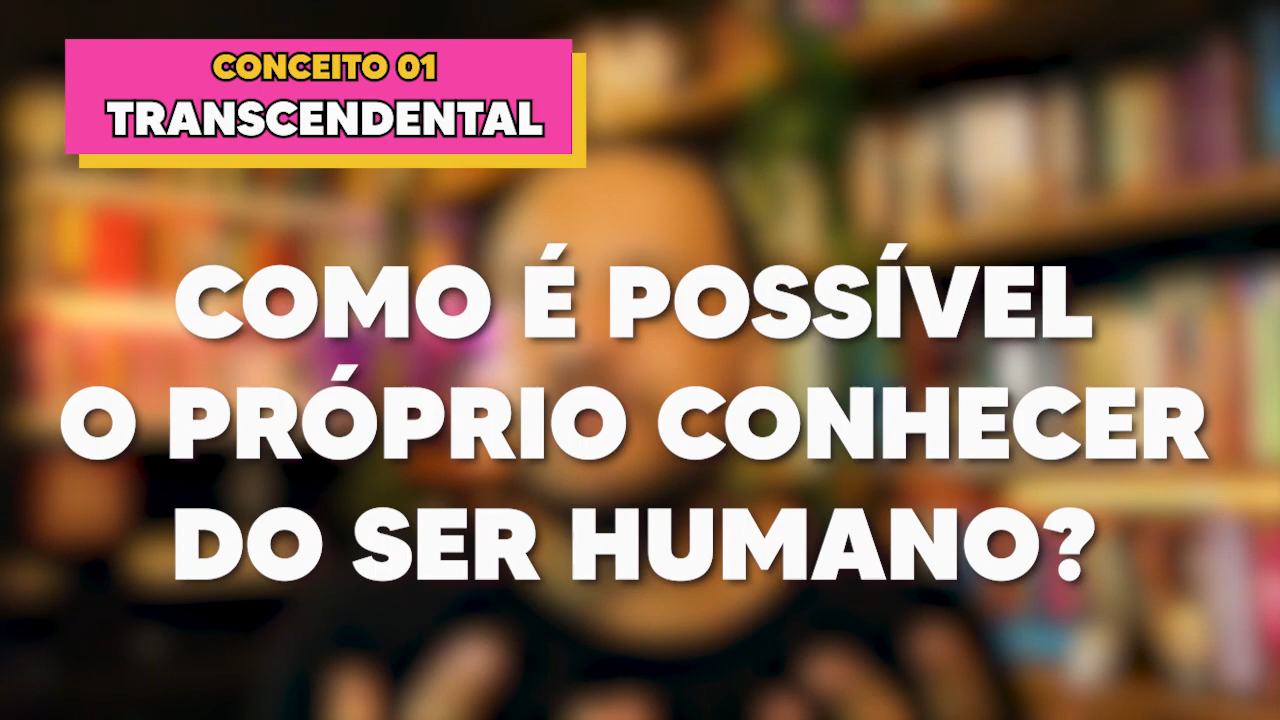 CONCEITO 01
TRANSCENDENTAL
COMO É POSSÍVEL
O PRÓPRIO CONHECER
DO SER HUMANO?